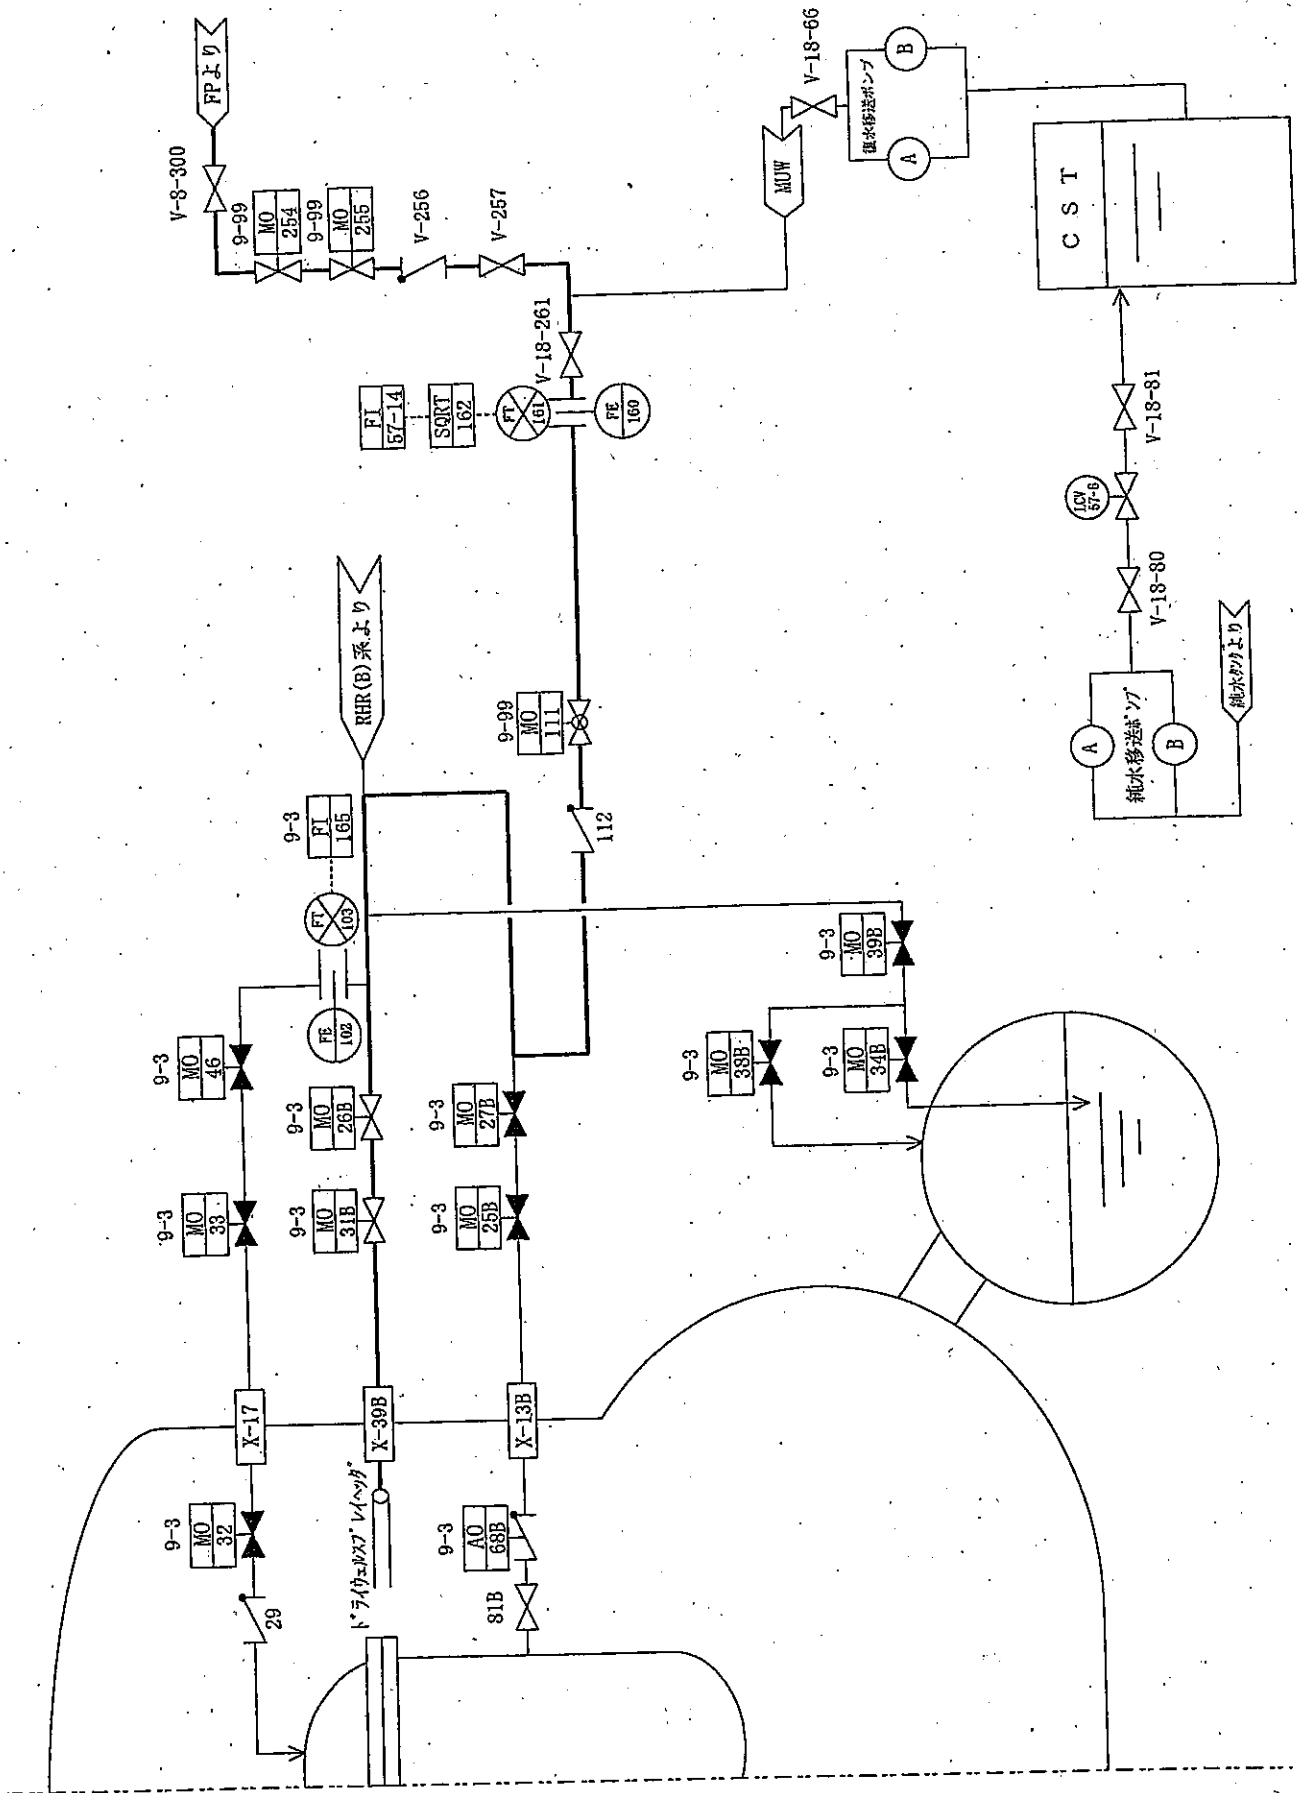 FPより
V-8-300
9-99
MO
254
9-99
MO
255
V-256
V-257
V-18-261
FI
57-14
SQRT
162
FT
161
FE
160
MUW
V-18-66
復水移送ポンプ
A
B
CST
V-18-81
LCV
57-6
V-18-80
純水移送ポンプ
A
B
純水タンクより
RHR(B)系より
9-99
MO
111
112
9-3
FI
165
FT
103
FE
102
9-3
MO
46
9-3
MO
33
9-3
MO
26B
9-3
MO
31B
9-3
MO
27B
9-3
MO
25B
9-3
MO
39B
9-3
MO
38B
9-3
MO
34B
X-17
X-39B
X-13B
9-3
MO
32
29
ドライウェルスプレイヘッダ
9-3
AO
68B
81B